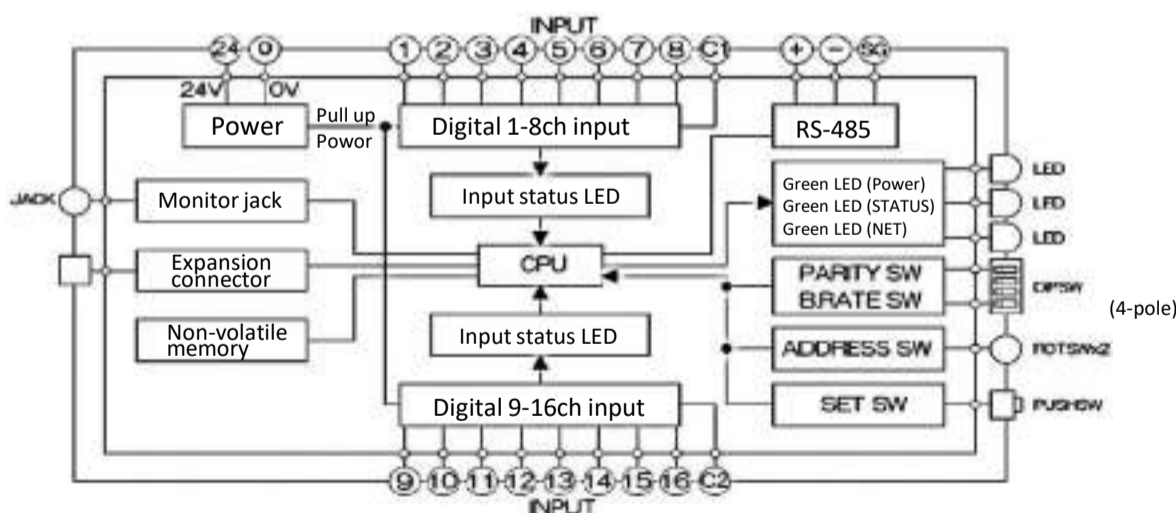 INPUT
24 0 1 2 3 4 5 6 7 8 C1 + − SG
24V 0V
Power
Pull up
Powor
Digital 1-8ch input
RS-485
JACK
Monitor jack
Input status LED
Green LED (Power)
Green LED (STATUS)
Green LED (NET)
LED
LED
LED
Expansion
connector
CPU
PARITY SW
B.RATE SW
DIPSW
(4-pole)
Non-volatile
memory
Input status LED
ADDRESS SW
ROTSWx2
Digital 9-16ch input
SET SW
PUSHSW
9 10 11 12 13 14 15 16 C2
INPUT